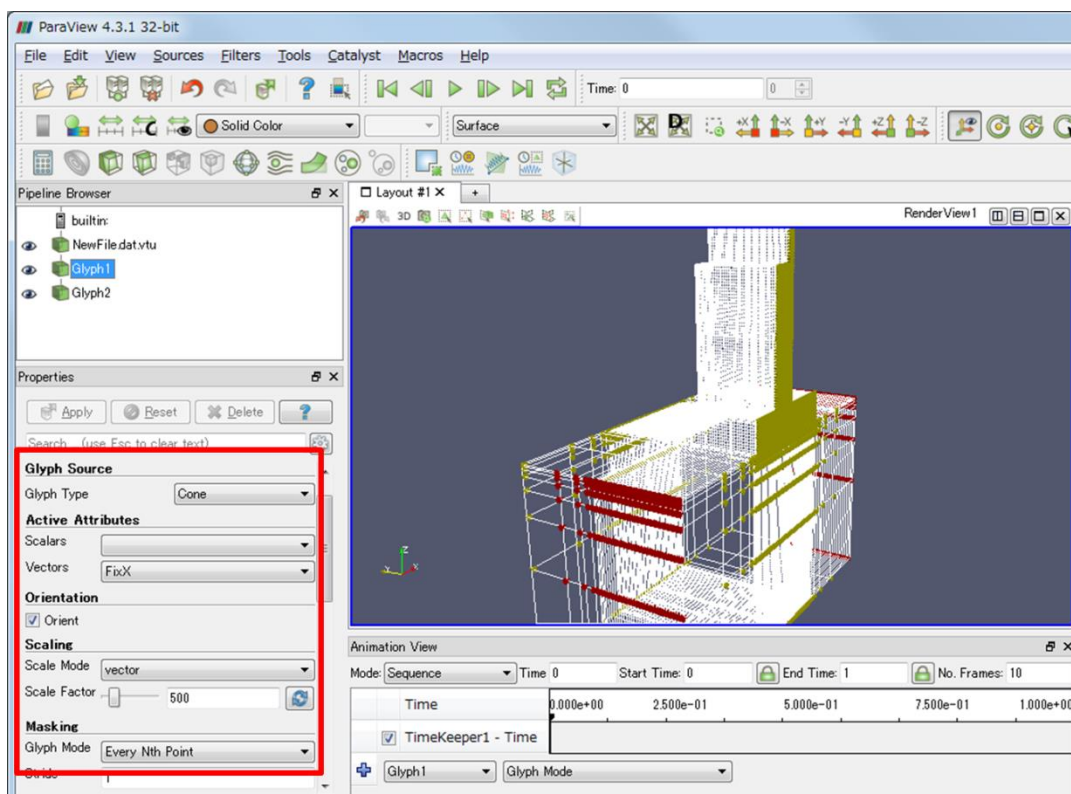 ParaView 4.3.1 32-bit
File Edit View Sources Filters Tools Catalyst Macros Help
Time: 0 0
Solid Color Surface
+X -X +Y -Y +Z -Z
Pipeline Browser
builtin:
NewFile.dat.vtu
Glyph1
Glyph2
Layout #1 +
3D RenderView1
Properties
Apply Reset Delete ?
Search (use Esc to clear text)
Glyph Source
Glyph Type Cone
Active Attributes
Scalars
Vectors FixX
Orientation
Orient
Scaling
Scale Mode vector
Scale Factor 500
Masking
Glyph Mode Every Nth Point
Stride 1
Z
Y X
Animation View
Mode: Sequence Time 0 Start Time: 0 End Time: 1 No. Frames: 10
Time 0.000e+00 2.500e-01 5.000e-01 7.500e-01 1.000e+00
TimeKeeper1 - Time
Glyph1 Glyph Mode